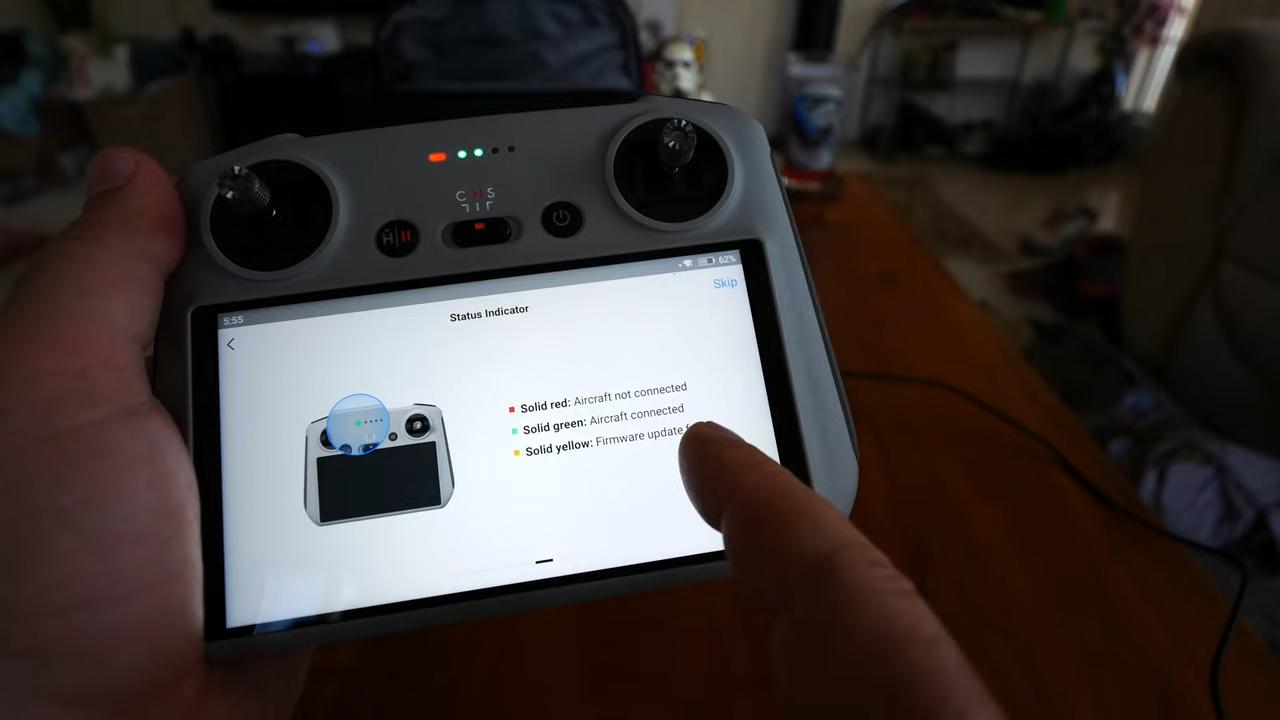 C N S
5:55
62%
Skip
Status Indicator
Solid red: Aircraft not connected
Solid green: Aircraft connected
Solid yellow: Firmware update